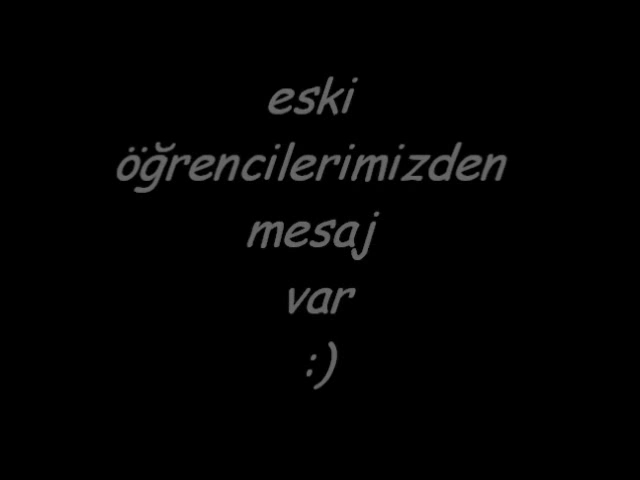 eski
öğrencilerimizden
mesaj
var
:)